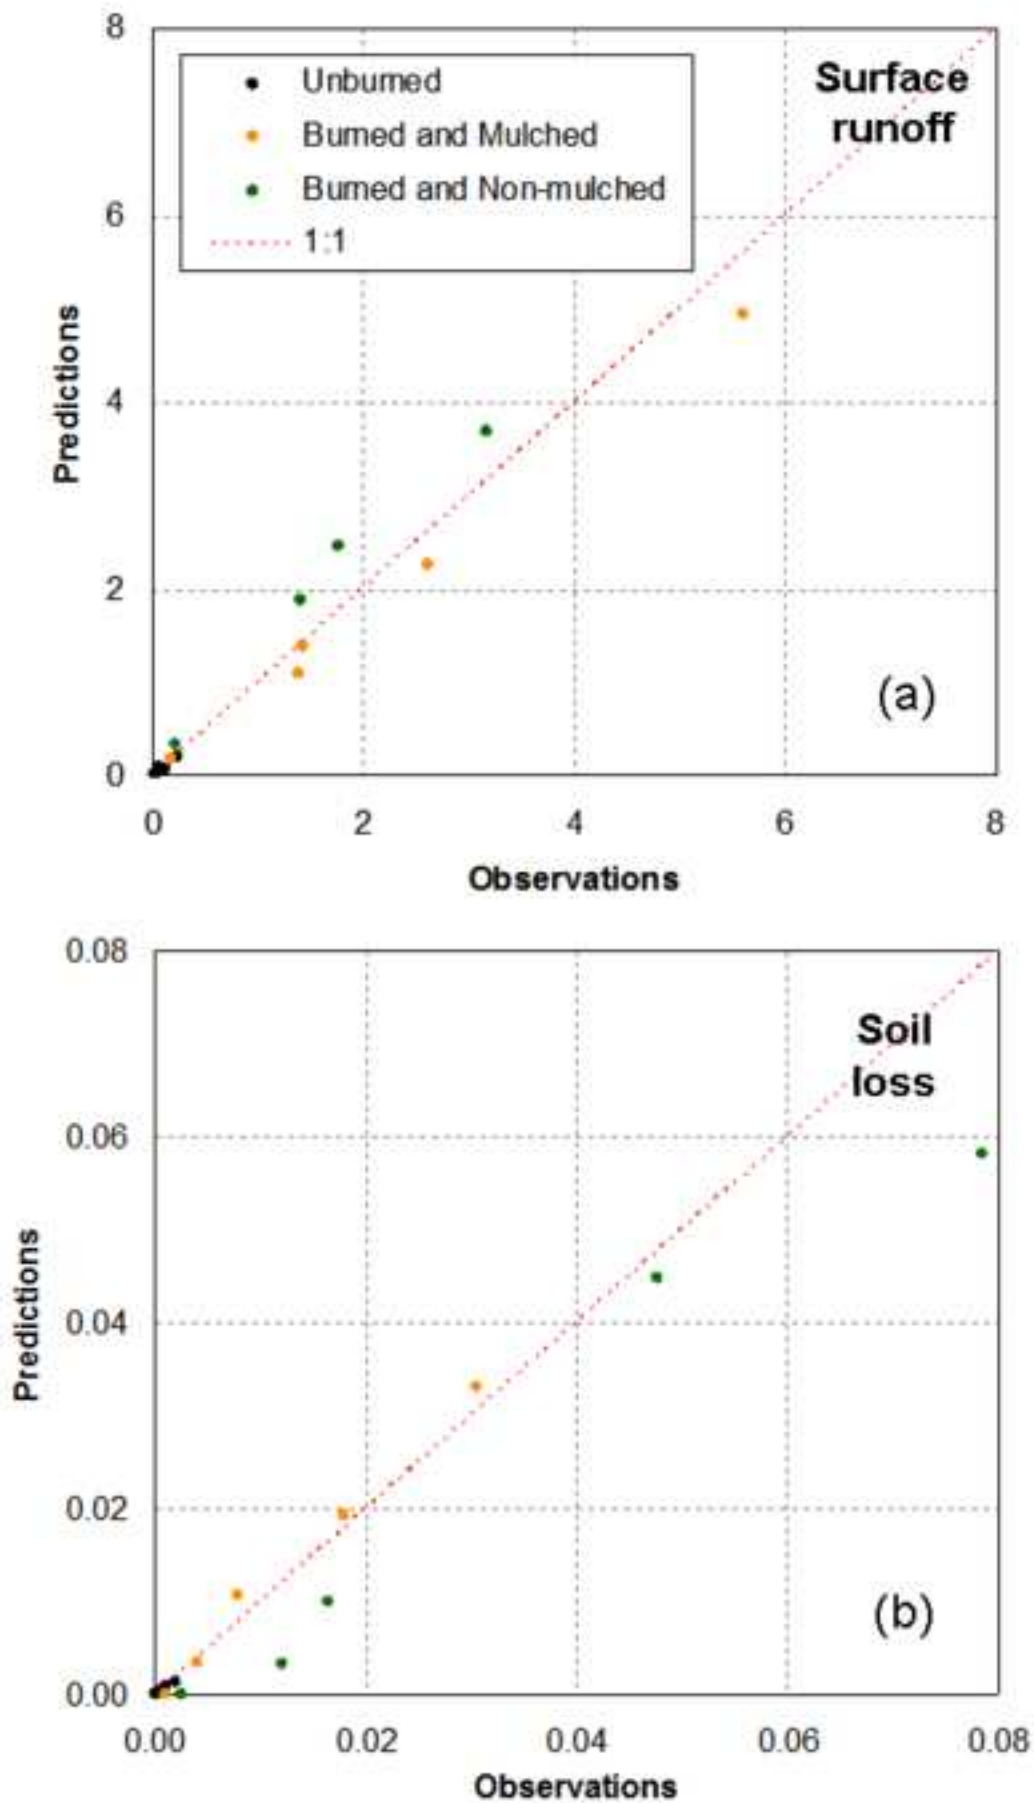 8
Surface
runoff
Unburned
Burned and Mulched
Burned and Non-mulched
1:1
6
4
2
0
Predictions
(a)
0 2 4 6 8
Observations
0.08
Soil
loss
0.06
0.04
0.02
0.00
Predictions
(b)
0.00 0.02 0.04 0.06 0.08
Observations